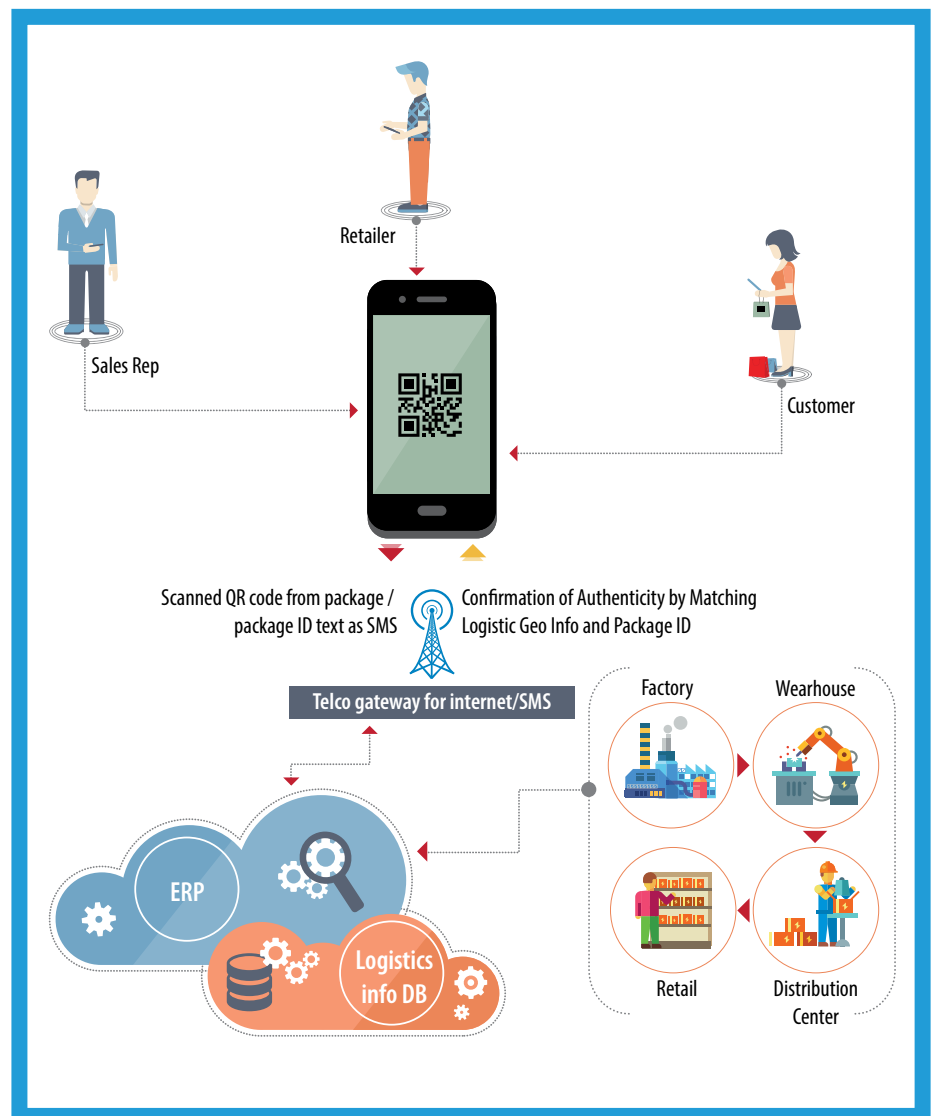 Retailer
Sales Rep
Customer
Scanned QR code from package /
package ID text as SMS
Confirmation of Authenticity by Matching
Logistic Geo Info and Package ID
Telco gateway for internet/SMS
Factory
Wearhouse
ERP
Logistics
info DB
Retail
Distribution
Center